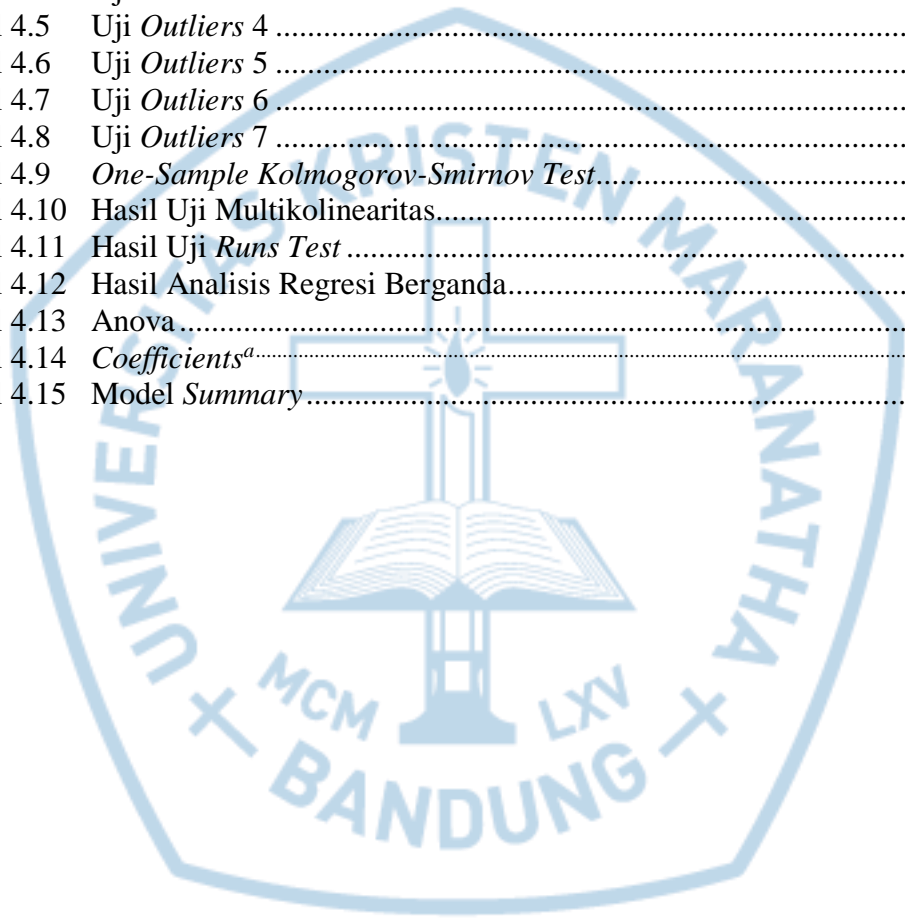 4.5 Uji Outliers 4 ........................................
4.6 Uji Outliers 5 ........................................
4.7 Uji Outliers 6 ........................................
4.8 Uji Outliers 7 ........................................
4.9 One-Sample Kolmogorov-Smirnov Test ........................................
4.10 Hasil Uji Multikolinearitas ........................................
4.11 Hasil Uji Runs Test ........................................
4.12 Hasil Analisis Regresi Berganda ........................................
4.13 Anova ........................................
4.14 Coefficientsᵃ ........................................
4.15 Model Summary ........................................
UNIVERSITAS KRISTEN MARANATHA
MCM LXV
BANDUNG